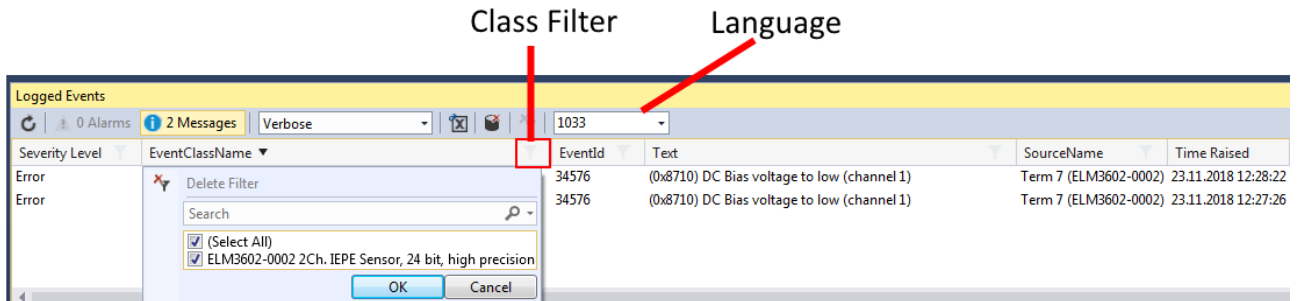 Class Filter Language
Logged Events
0 Alarms 2 Messages Verbose 1033
Severity Level EventClassName EventId Text SourceName Time Raised
Error 34576 (0x8710) DC Bias voltage to low (channel 1) Term 7 (ELM3602-0002) 23.11.2018 12:28:22
Error 34576 (0x8710) DC Bias voltage to low (channel 1) Term 7 (ELM3602-0002) 23.11.2018 12:27:26
Delete Filter
Search
(Select All)
ELM3602-0002 2Ch. IEPE Sensor, 24 bit, high precision
OK Cancel